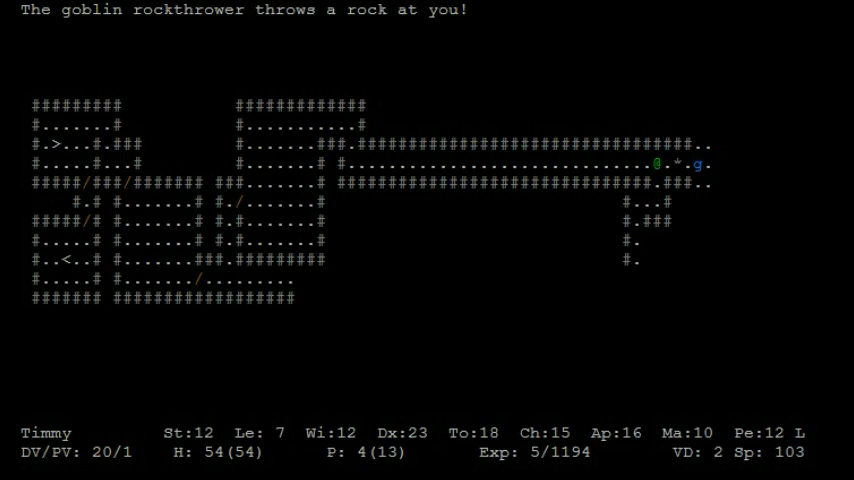 The goblin rockthrower throws a rock at you!
Timmy St:12 Le: 7 Wi:12 Dx:23 To:18 Ch:15 Ap:16 Ma:10 Pe:12 L
DV/PV: 20/1 H: 54(54) P: 4(13) Exp: 5/1194 VD: 2 Sp: 103